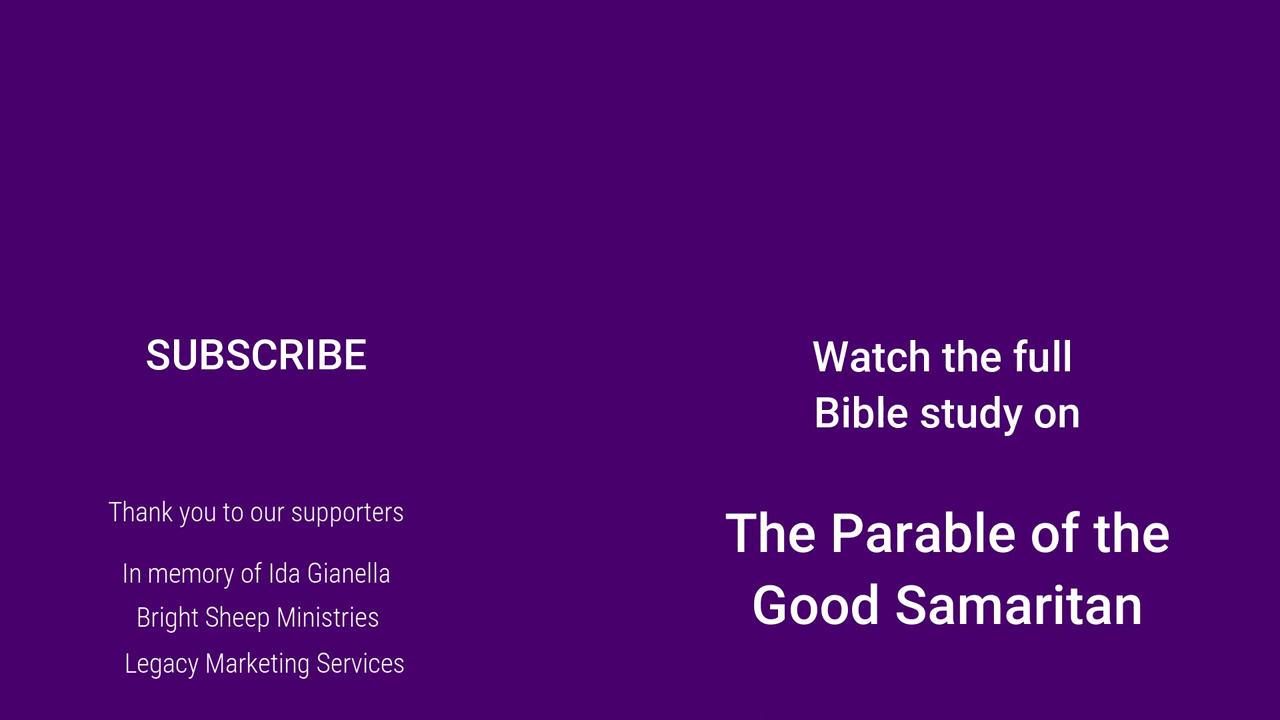 SUBSCRIBE
Thank you to our supporters
In memory of Ida Gianella
Bright Sheep Ministries
Legacy Marketing Services
Watch the full
Bible study on
The Parable of the
Good Samaritan